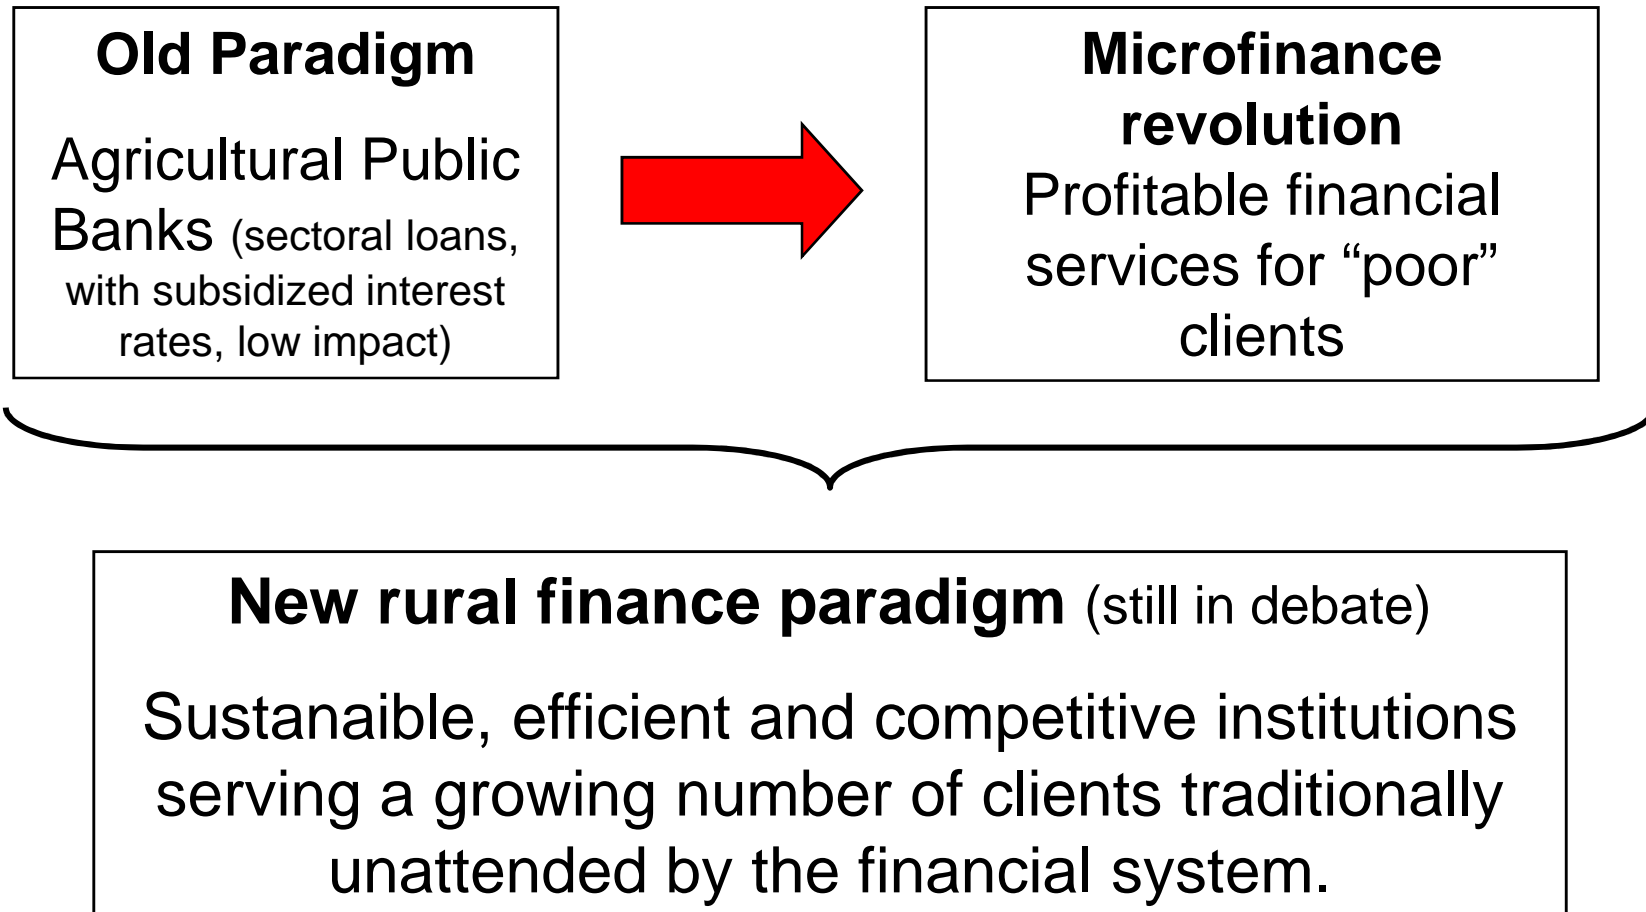 Old Paradigm
Agricultural Public
Banks (sectoral loans,
with subsidized interest
rates, low impact)
Microfinance
revolution
Profitable financial
services for “poor”
clients
New rural finance paradigm (still in debate)
Sustanaible, efficient and competitive institutions
serving a growing number of clients traditionally
unattended by the financial system.